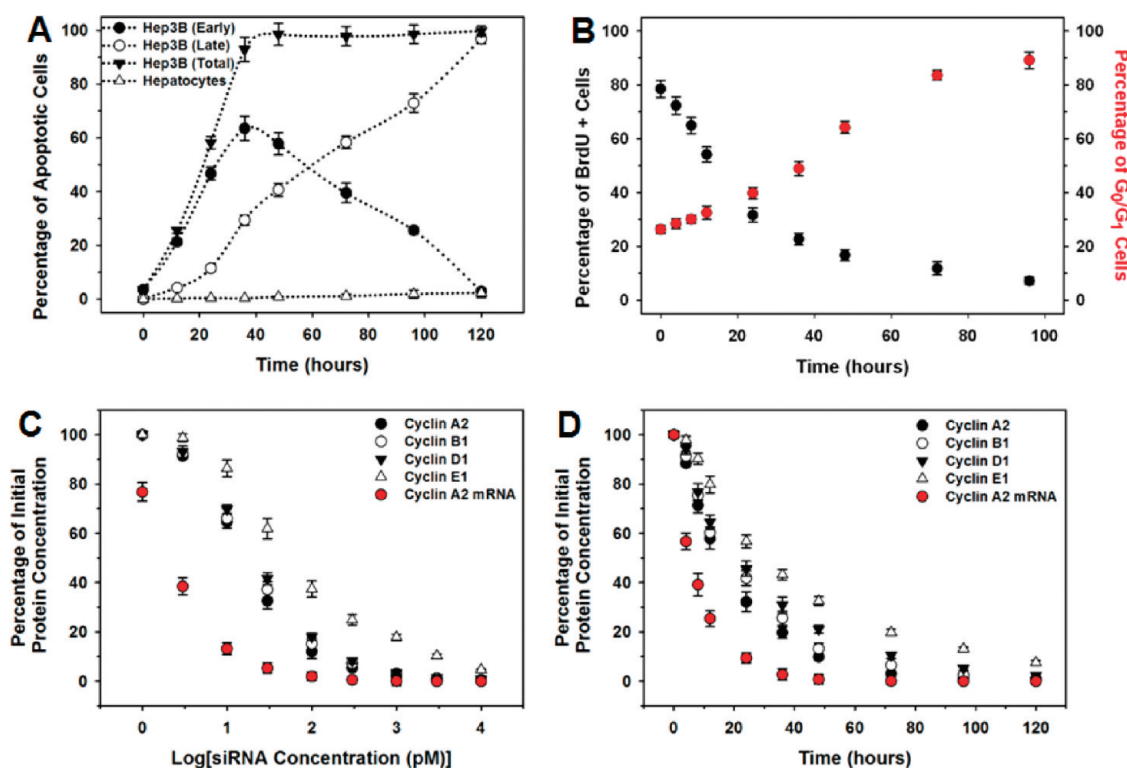 A
Hep3B (Early)
Hep3B (Late)
Hep3B (Total)
Hepatocytes
Percentage of Apoptotic Cells
100
80
60
40
20
0
0 20 40 60 80 100 120
Time (hours)
B
Percentage of BrdU + Cells
100
80
60
40
20
0
0 20 40 60 80 100
Time (hours)
100
80
60
40
20
0
Percentage of G0/G1 Cells
C
Cyclin A2
Cyclin B1
Cyclin D1
Cyclin E1
Cyclin A2 mRNA
Percentage of Initial
Protein Concentration
100
80
60
40
20
0
0 1 2 3 4
Log[siRNA Concentration (pM)]
D
Cyclin A2
Cyclin B1
Cyclin D1
Cyclin E1
Cyclin A2 mRNA
Percentage of Initial
Protein Concentration
100
80
60
40
20
0
0 20 40 60 80 100 120
Time (hours)